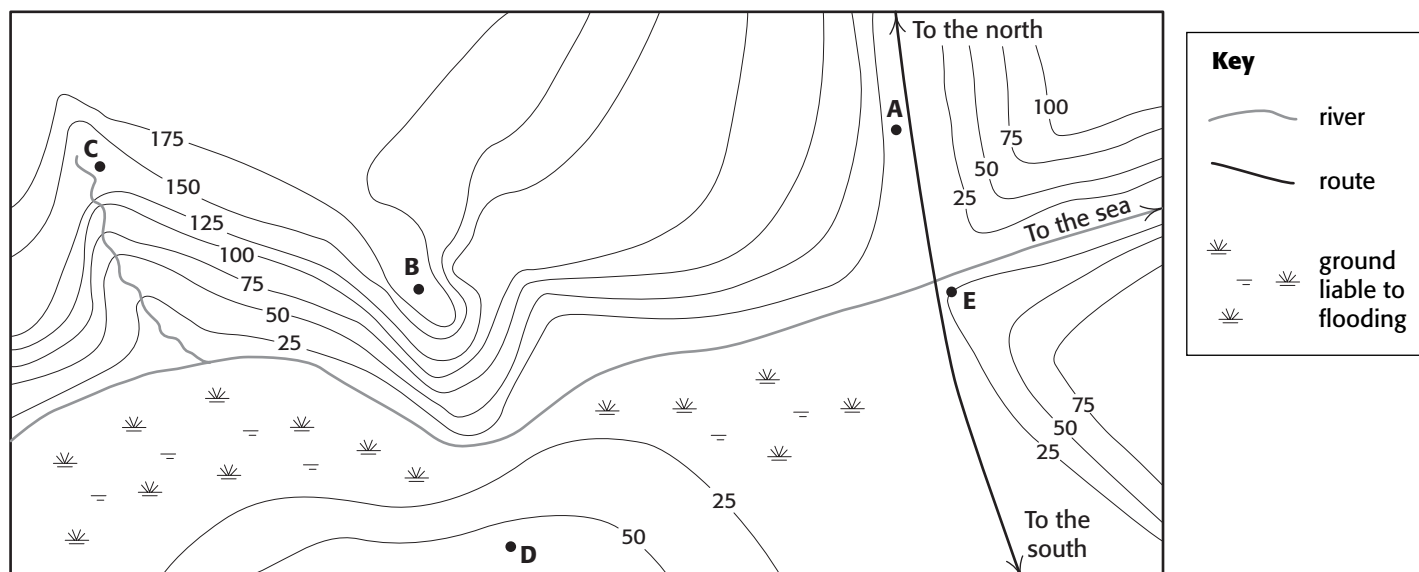 To the north
A
100
75
50
25
175
C
150
125
100
75
50
25
B
To the sea
E
75
50
25
25
50
D
To the
south
Key
river
route
ground
liable to
flooding